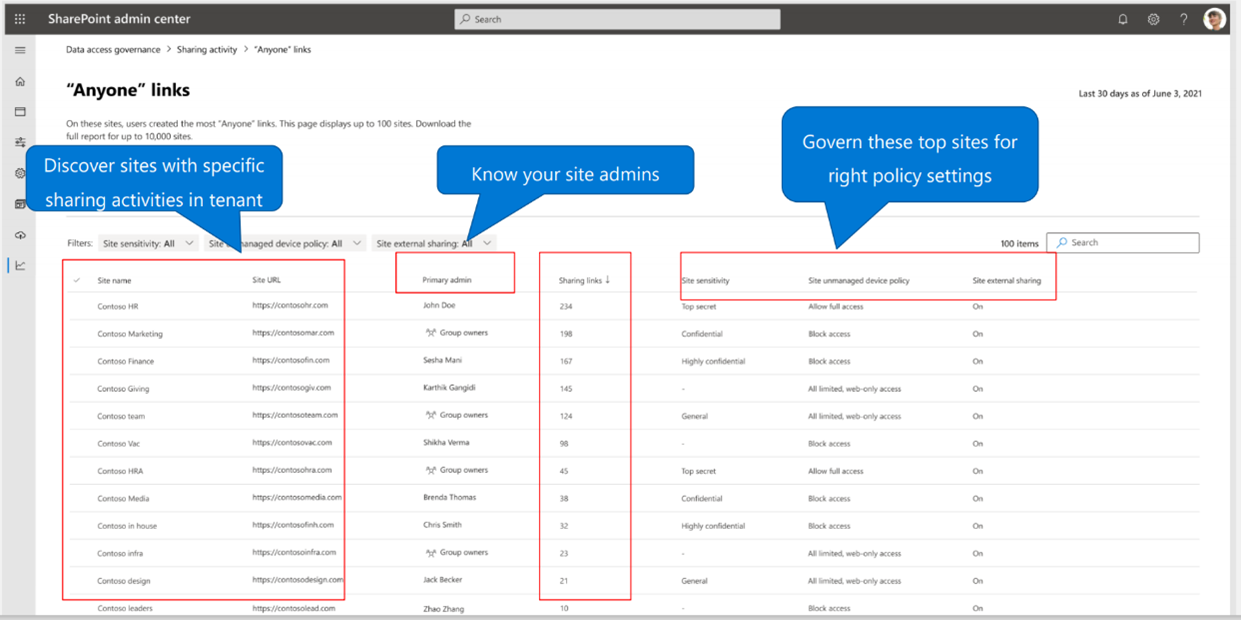 SharePoint admin center
Search
Data access governance > Sharing activity > "Anyone" links
"Anyone" links
Last 30 days as of June 3, 2021
On these sites, users created the most "Anyone" links. This page displays up to 100 sites. Download the
full report for up to 10,000 sites.
Discover sites with specific
sharing activities in tenant
Know your site admins
Govern these top sites for
right policy settings
Filters: Site sensitivity: All Site managed device policy: All Site external sharing: All 100 items Search
Site name Site URL Primary admin Sharing links ↓ Site sensitivity Site unmanaged device policy Site external sharing
Contoso HR https://contosohr.com John Doe 234 Top secret Allow full access On
Contoso Marketing https://contosomar.com Group owners 198 Confidential Block access On
Contoso Finance https://contosofin.com Sesha Mani 167 Highly confidential Block access On
Contoso Giving https://contosogiv.com Karthik Gangidi 145 - All limited, web-only access On
Contoso team https://contosoteam.com Group owners 124 General All limited, web-only access On
Contoso Vac https://contosovac.com Shikha Verma 98 - Block access On
Contoso HRA https://contosohra.com Group owners 45 Top secret Allow full access On
Contoso Media https://contosomedia.com Brenda Thomas 38 Confidential Block access On
Contoso in house https://contosofinh.com Chris Smith 32 Highly confidential Block access On
Contoso infra https://contosoinfra.com Group owners 23 - All limited, web-only access On
Contoso design https://contosodesign.com Jack Becker 21 General All limited, web-only access On
Contoso leaders https://contosolead.com Zhao Zhang 10 - Block access On